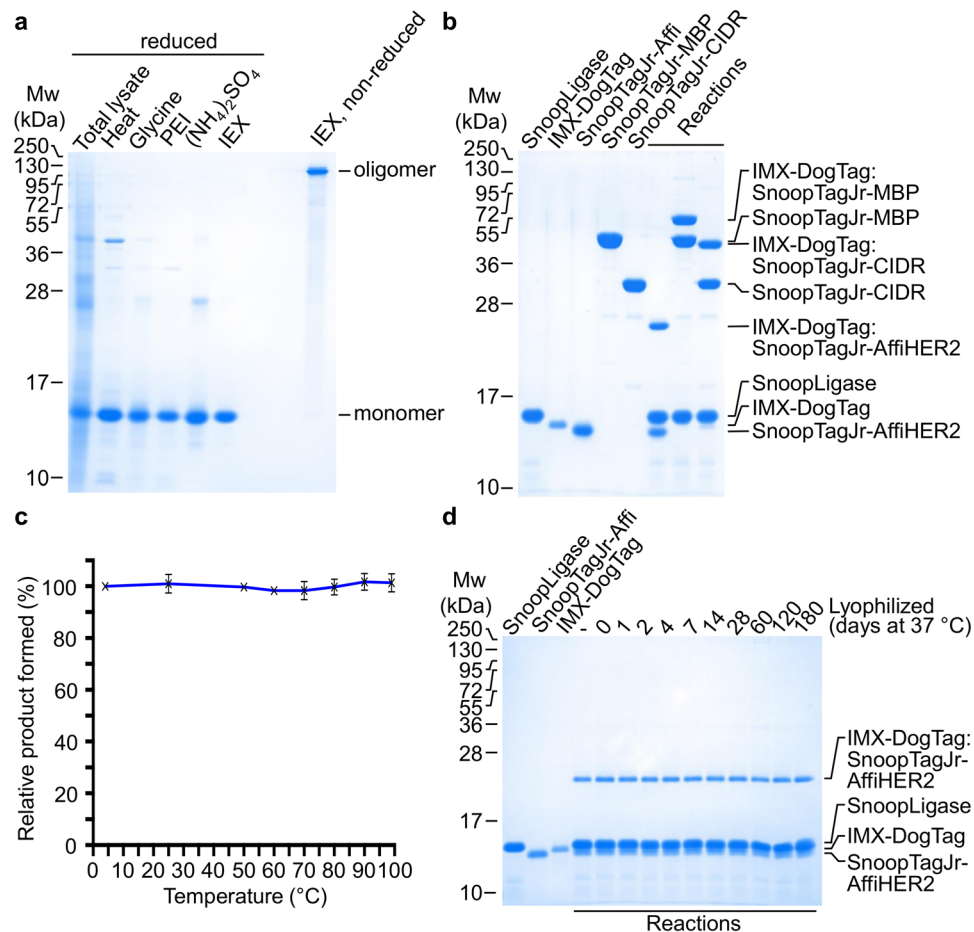 a
reduced
Mw
(kDa)
Total lysate
Heat
Glycine
PEI
(NH4)2SO4
IEX
IEX, non-reduced
250
130
95
72
55
36
28
17
10
oligomer
monomer
b
Mw
(kDa)
SnoopLigase
IMX-DogTag
SnoopTagJr-Affi
SnoopTagJr-MBP
SnoopTagJr-CIDR
Reactions
250
130
95
72
55
36
28
17
10
IMX-DogTag:
SnoopTagJr-MBP
SnoopTagJr-MBP
IMX-DogTag:
SnoopTagJr-CIDR
SnoopTagJr-CIDR
IMX-DogTag:
SnoopTagJr-AffiHER2
SnoopLigase
IMX-DogTag
SnoopTagJr-AffiHER2
c
Relative product formed (%)
100
80
60
40
20
0
0 10 20 30 40 50 60 70 80 90 100
Temperature (°C)
d
Mw
(kDa)
SnoopLigase
SnoopTagJr-Affi
IMX-DogTag
- 0 1 2 4 7 14 28 60 120 180
Lyophilized
(days at 37 °C)
250
130
95
72
55
36
28
17
10
IMX-DogTag:
SnoopTagJr-
AffiHER2
SnoopLigase
IMX-DogTag
SnoopTagJr-
AffiHER2
Reactions